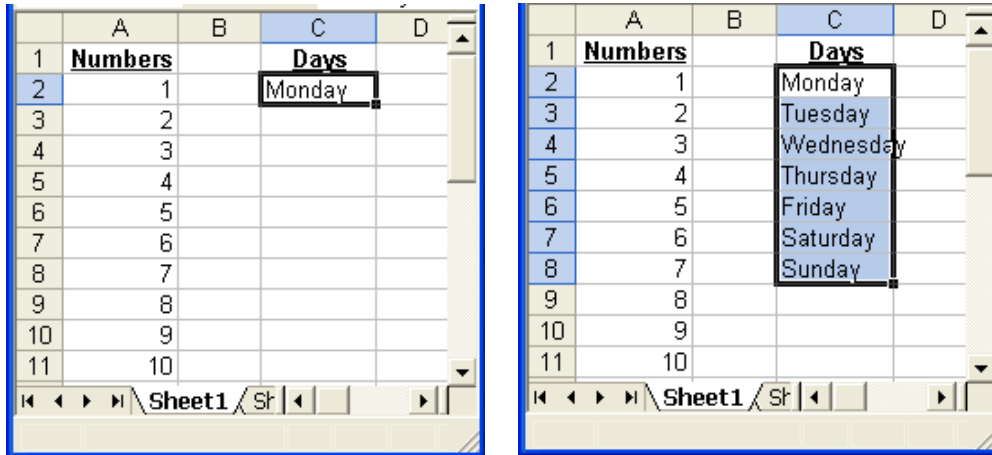 A B C D
1 Numbers Days
2 1 Monday
3 2
4 3
5 4
6 5
7 6
8 7
9 8
10 9
11 10
Sheet1 Sh
A B C D
1 Numbers Days
2 1 Monday
3 2 Tuesday
4 3 Wednesday
5 4 Thursday
6 5 Friday
7 6 Saturday
8 7 Sunday
9 8
10 9
11 10
Sheet1 Sh